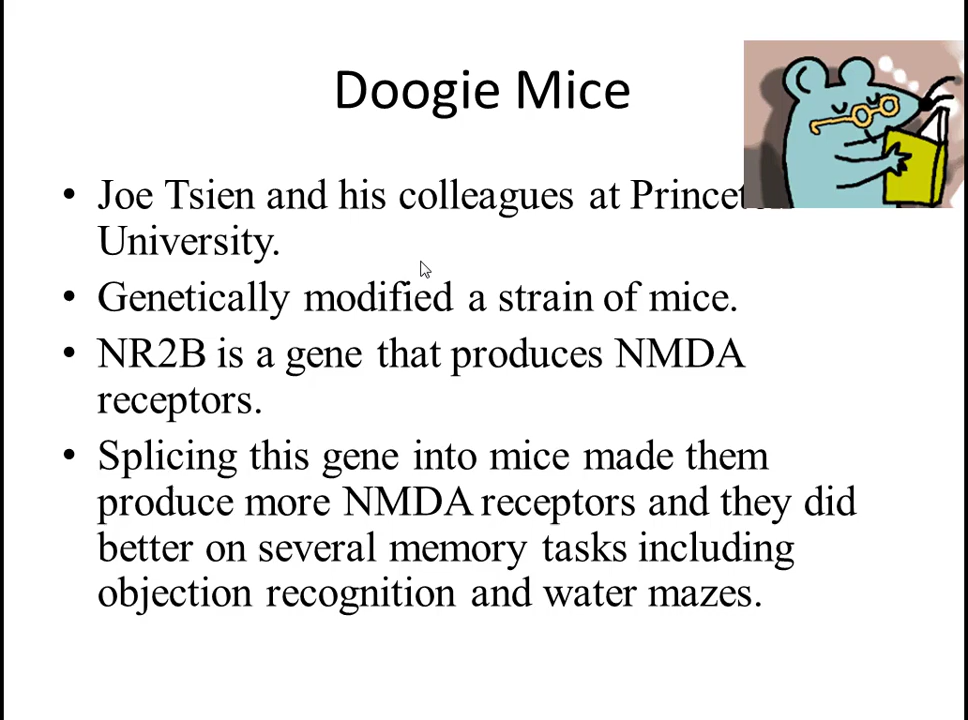 Doogie Mice
• Joe Tsien and his colleagues at Princeton
University.
• Genetically modified a strain of mice.
• NR2B is a gene that produces NMDA
receptors.
• Splicing this gene into mice made them
produce more NMDA receptors and they did
better on several memory tasks including
objection recognition and water mazes.